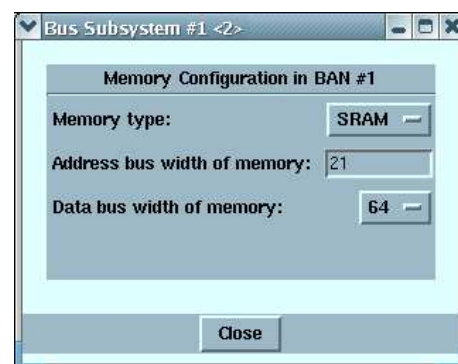 Bus Subsystem #1 <2>
Memory Configuration in BAN #1
Memory type: SRAM
Address bus width of memory: 21
Data bus width of memory: 64
Close